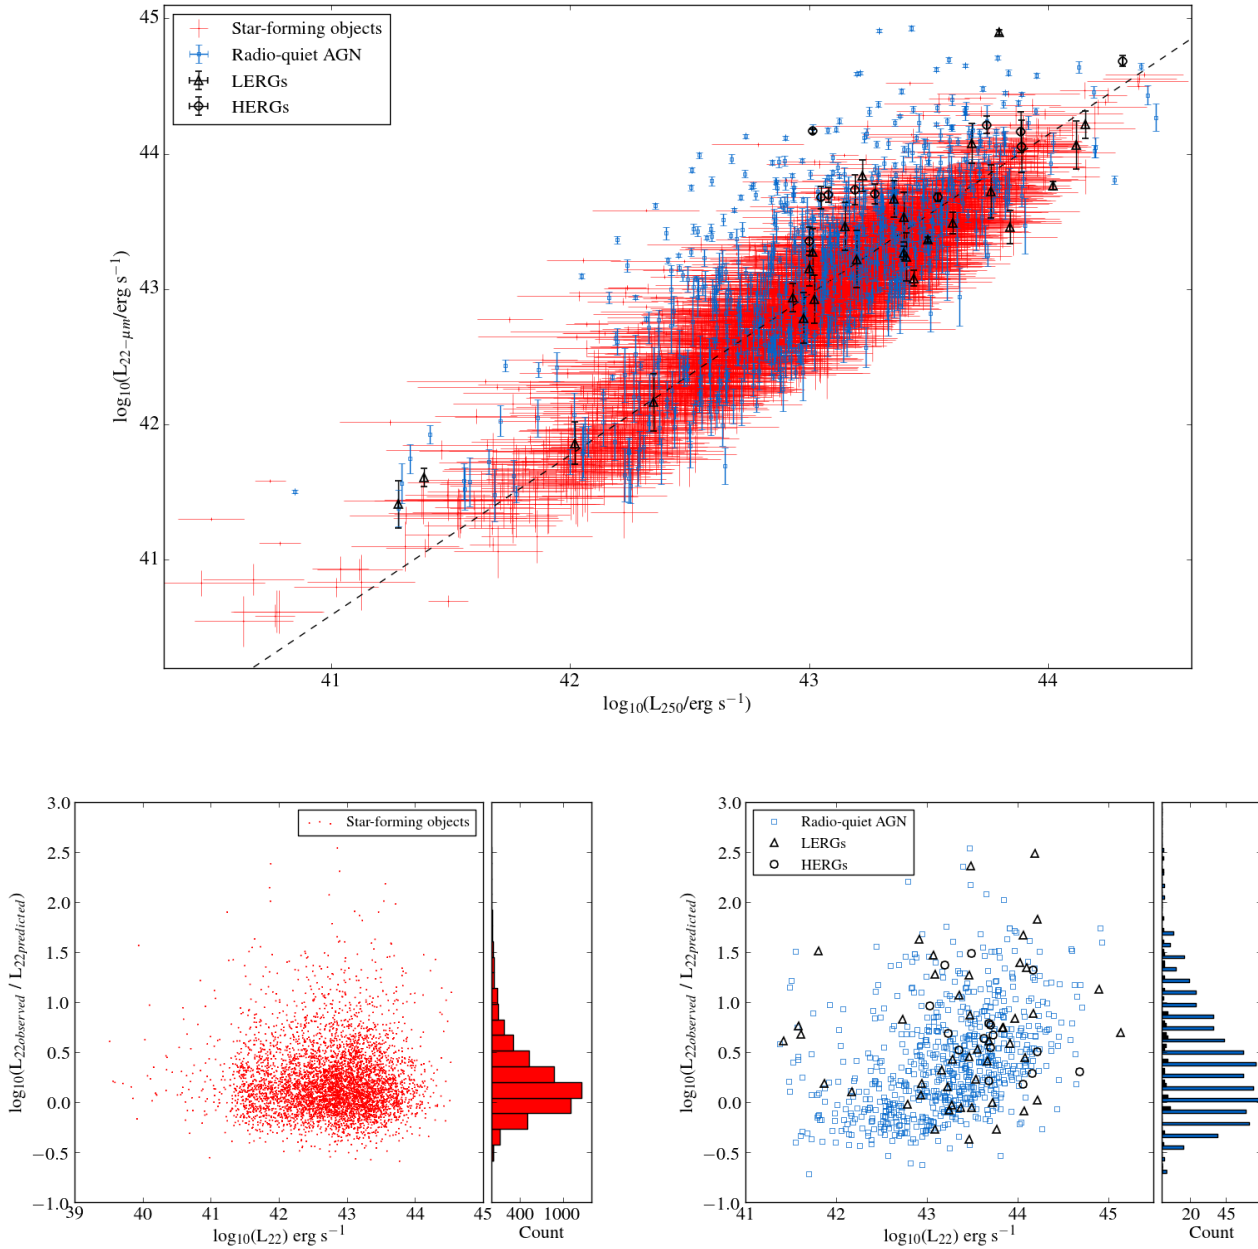 45
44
43
42
41
log₁₀(L₂₂₋μm/erg s⁻¹)
Star-forming objects
Radio-quiet AGN
LERGs
HERGs
41
42
43
44
log₁₀(L₂₅₀/erg s⁻¹)
3.0
2.5
2.0
1.5
1.0
0.5
0.0
−0.5
−1.0
log₁₀(L₂₂observed / L₂₂predicted)
Star-forming objects
39
40
41
42
43
44
45
log₁₀(L₂₂) erg s⁻¹
400
1000
Count
3.0
2.5
2.0
1.5
1.0
0.5
0.0
−0.5
−1.0
log₁₀(L₂₂observed / L₂₂predicted)
Radio-quiet AGN
LERGs
HERGs
41
42
43
44
45
log₁₀(L₂₂) erg s⁻¹
20
45
Count